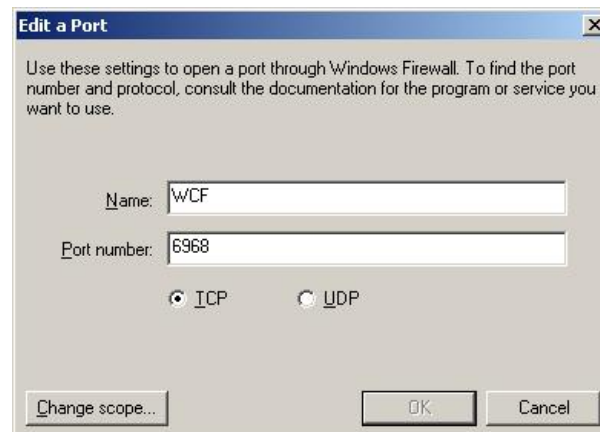 Edit a Port
Use these settings to open a port through Windows Firewall. To find the port
number and protocol, consult the documentation for the program or service you
want to use.
Name: WCF
Port number: 6968
TCP UDP
Change scope... OK Cancel